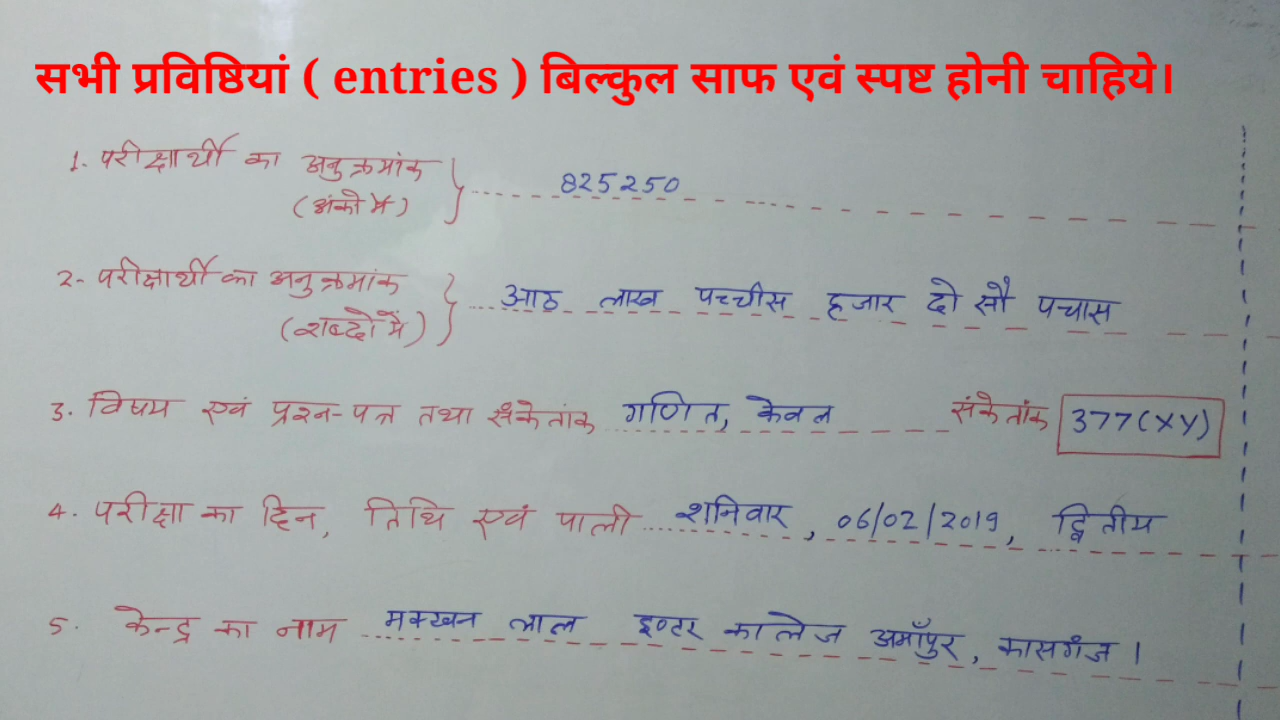 सभी प्रविष्ठियां ( entries ) बिल्कुल साफ एवं स्पष्ट होनी चाहिये।
1. परीक्षार्थी का अनुक्रमांक
(अंको में) 825250
2- परीक्षार्थी का अनुक्रमांक
(शब्दों में) आठ लाख पच्चीस हजार दो सौ पचास
3. विषय एवं प्रश्न-पत्र तथा संकेतांक गणित, केवल संकेतांक 377(XY)
4. परीक्षा का दिन, तिथि एवं पाली शनिवार, 06/02/2019, द्वितीय
5. केन्द्र का नाम मक्खन लाल इण्टर कालेज अमाँपुर, कासगंज।